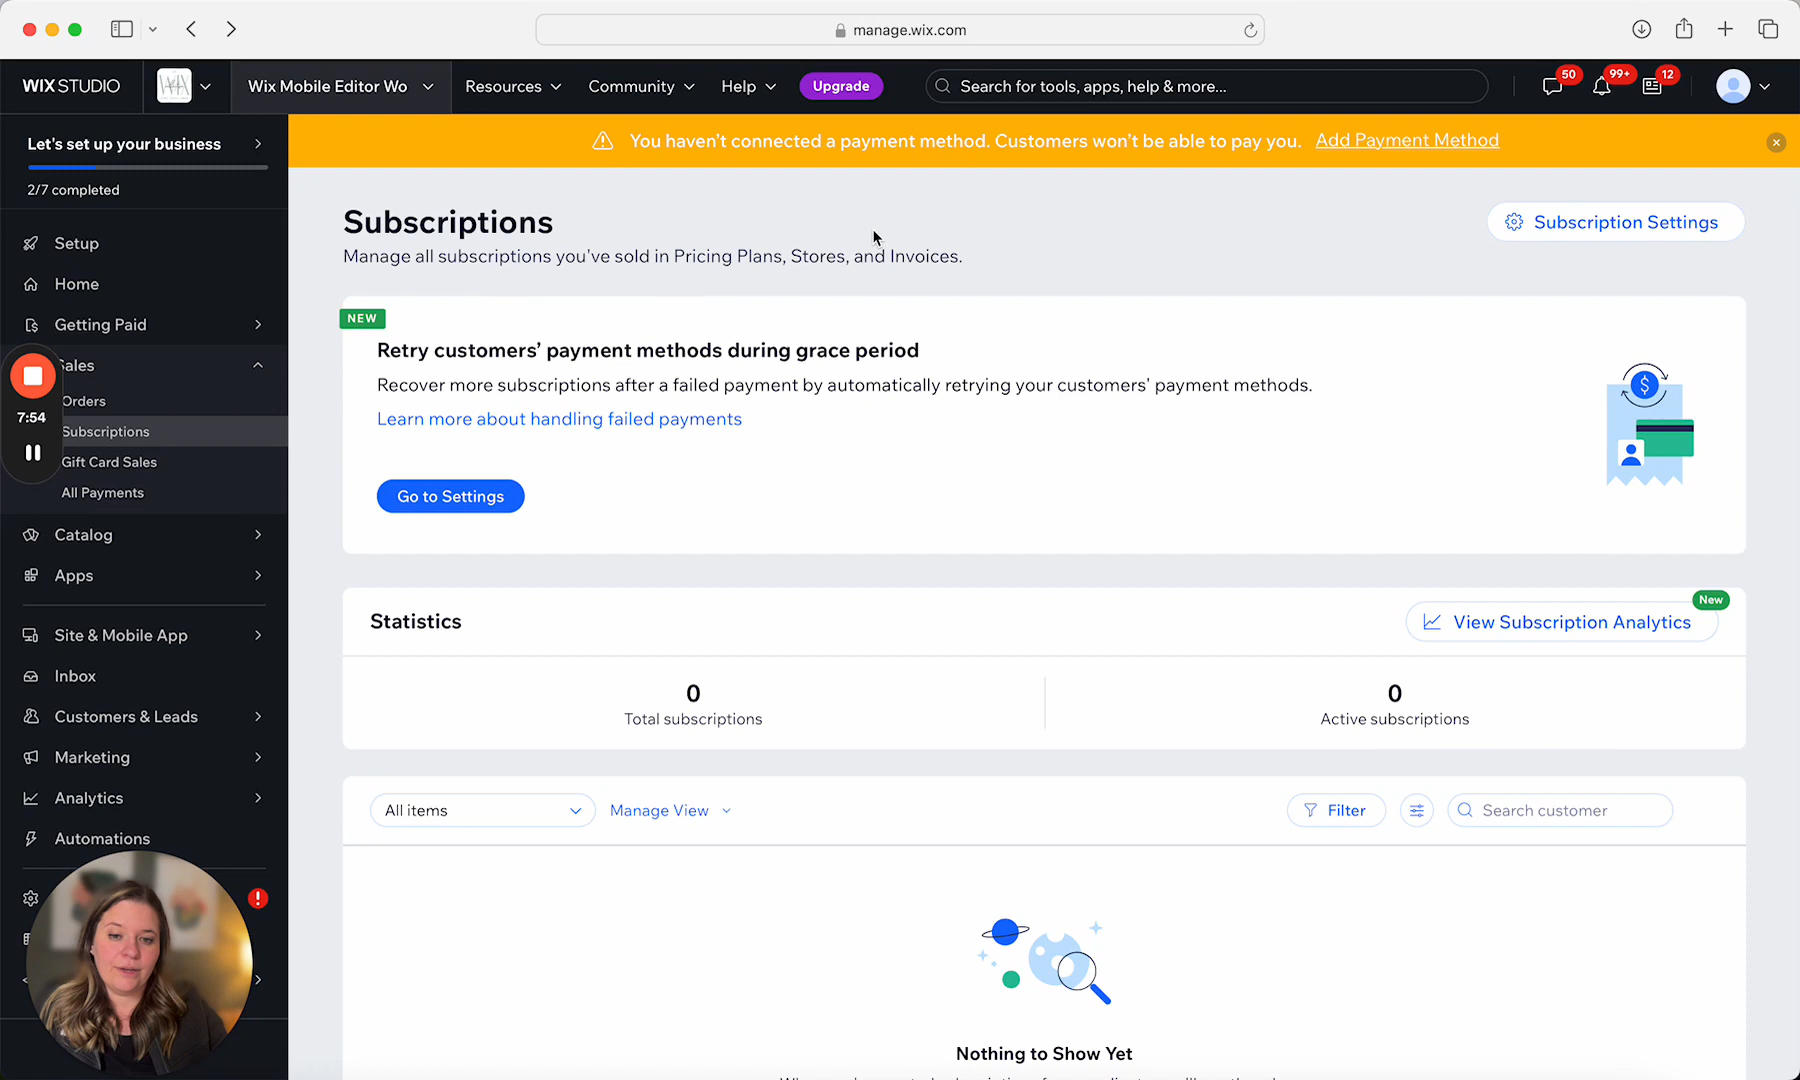 manage.wix.com
WIX STUDIO
Wix Mobile Editor Wo
Resources
Community
Help
Upgrade
Search for tools, apps, help & more...
50
99+
12
Let's set up your business
2/7 completed
You haven't connected a payment method. Customers won't be able to pay you. Add Payment Method
Setup
Home
Getting Paid
Sales
Orders
Subscriptions
Gift Card Sales
All Payments
Catalog
Apps
Site & Mobile App
Inbox
Customers & Leads
Marketing
Analytics
Automations
7:54
Subscriptions
Manage all subscriptions you've sold in Pricing Plans, Stores, and Invoices.
Subscription Settings
NEW
Retry customers' payment methods during grace period
Recover more subscriptions after a failed payment by automatically retrying your customers' payment methods.
Learn more about handling failed payments
Go to Settings
Statistics
New
View Subscription Analytics
0
Total subscriptions
0
Active subscriptions
All items
Manage View
Filter
Search customer
Nothing to Show Yet